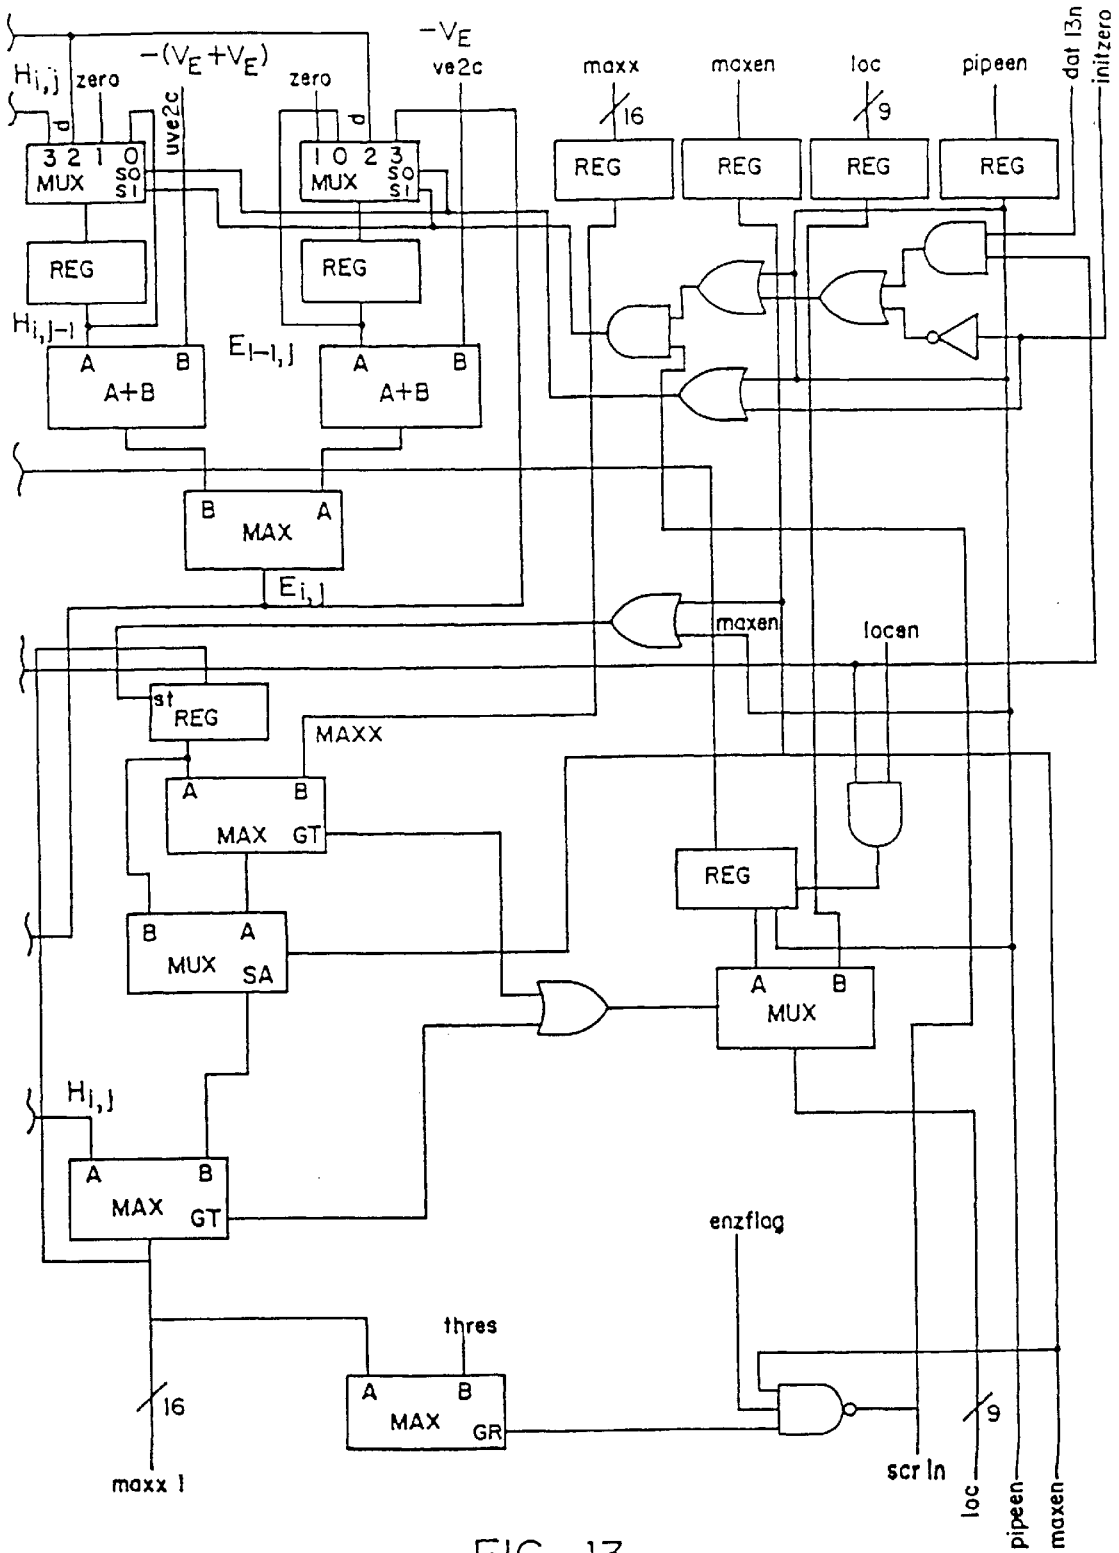 -(V_E + V_E)
-V_E
H_i,j
zero
uve2c
zero
ve2c
maxx
maxen
loc
pipeen
dat 13n
initzero
16
9
d
d
3 2 1 0
MUX
S0
S1
1 0 2 3
MUX
S0
S1
REG
REG
REG
REG
REG
REG
H_i,j-1
E_i-1,j
A B
A+B
A B
A+B
B A
MAX
E_i,j
maxen
locen
st
REG
MAXX
A B
MAX GT
REG
B A
MUX
SA
A B
MUX
H_i,j
A B
MAX
GT
enzflag
thres
A B
MAX
GR
16
9
maxx 1
scr in
loc
pipeen
maxen